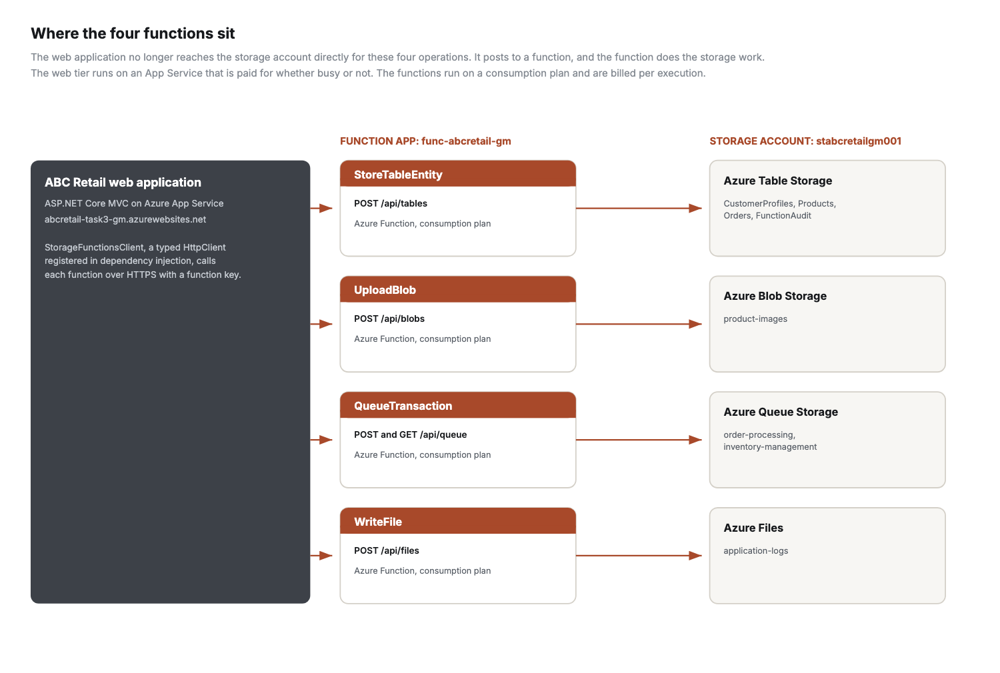 Where the four functions sit
The web application no longer reaches the storage account directly for these four operations. It posts to a function, and the function does the storage work.
The web tier runs on an App Service that is paid for whether busy or not. The functions run on a consumption plan and are billed per execution.
FUNCTION APP: func-abcretail-gm
STORAGE ACCOUNT: stabcretailgm001
ABC Retail web application
ASP.NET Core MVC on Azure App Service
abcretail-task3-gm.azurewebsites.net
StorageFunctionsClient, a typed HttpClient
registered in dependency injection, calls
each function over HTTPS with a function key.
StoreTableEntity
POST /api/tables
Azure Function, consumption plan
Azure Table Storage
CustomerProfiles, Products,
Orders, FunctionAudit
UploadBlob
POST /api/blobs
Azure Function, consumption plan
Azure Blob Storage
product-images
QueueTransaction
POST and GET /api/queue
Azure Function, consumption plan
Azure Queue Storage
order-processing,
inventory-management
WriteFile
POST /api/files
Azure Function, consumption plan
Azure Files
application-logs